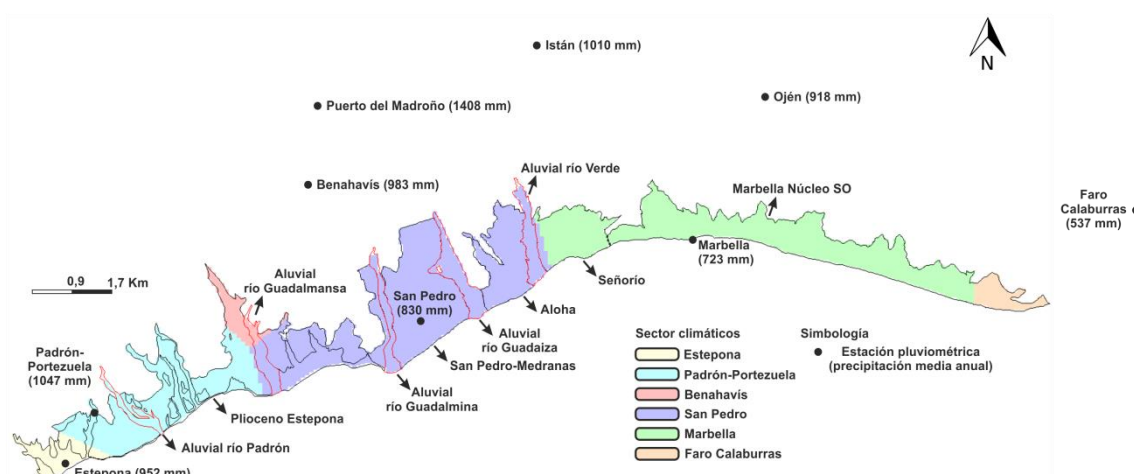 Istán (1010 mm)
N
Ojén (918 mm)
Puerto del Madroño (1408 mm)
Aluvial río Verde
Benahavís (983 mm)
Marbella Núcleo SO
Faro
Calaburras
(537 mm)
Marbella
(723 mm)
Señorío
0,9
1,7 Km
Aluvial
río Guadalmansa
San Pedro
(830 mm)
Aloha
Aluvial
río Guadaiza
San Pedro-Medranas
Aluvial
río Guadalmina
Padrón-
Portezuela
(1047 mm)
Plioceno Estepona
Aluvial río Padrón
Estepona (952 mm)
Sector climáticos
Estepona
Padrón-Portezuela
Benahavís
San Pedro
Marbella
Faro Calaburras
Simbología
Estación pluviométrica
(precipitación media anual)